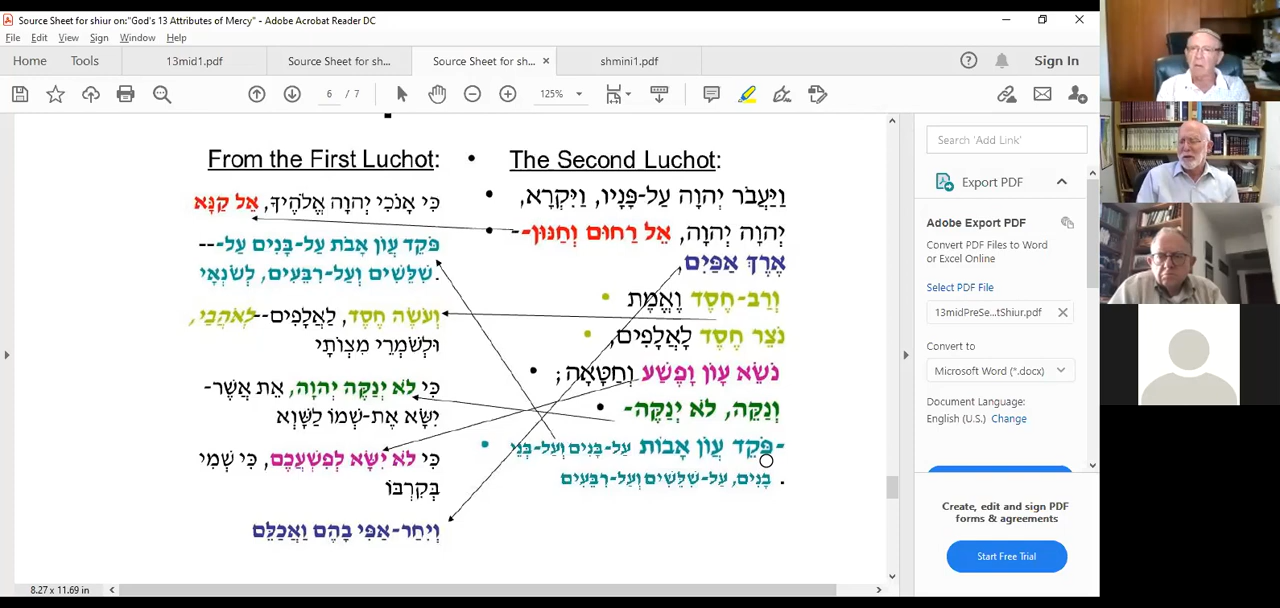 Source Sheet for shiur on:"God's 13 Attributes of Mercy" - Adobe Acrobat Reader DC
File Edit View Sign Window Help
Home Tools 13mid1.pdf Source Sheet for sh... Source Sheet for sh... × shmini1.pdf Sign In
6 / 7 125%
The Second Luchot:
וַיַּעֲבֹר יְהוָה עַל-פָּנָיו, וַיִּקְרָא,
יְהוָה יְהוָה, אֵל רַחוּם וְחַנּוּן--
אֶרֶךְ אַפַּיִם
וְרַב-חֶסֶד וֶאֱמֶת
נֹצֵר חֶסֶד לָאֲלָפִים,
נֹשֵׂא עָו‍ֹן וָפֶשַׁע וְחַטָּאָה;
וְנַקֵּה, לֹא יְנַקֶּה-
-פֹּקֵד עֲו‍ֹן אָבוֹת עַל-בָּנִים וְעַל-בְּנֵי
בָנִים, עַל-שִׁלֵּשִׁים וְעַל-רִבֵּעִים.
From the First Luchot:
כִּי אָנֹכִי יְהוָה אֱלֹהֶיךָ, אֵל קַנָּא
פֹּקֵד עֲו‍ֹן אָבֹת עַל-בָּנִים עַל--
שִׁלֵּשִׁים וְעַל-רִבֵּעִים, לְשֹׂנְאָי.
וְעֹשֶׂה חֶסֶד, לַאֲלָפִים--לְאֹהֲבַי,
וּלְשֹׁמְרֵי מִצְו‍ֹתָי
כִּי לֹא יְנַקֶּה יְהוָה, אֵת אֲשֶׁר-
יִשָּׂא אֶת-שְׁמוֹ לַשָּׁוְא
כִּי לֹא יִשָּׂא לְפִשְׁעֲכֶם, כִּי שְׁמִי
בְּקִרְבּוֹ
וְיִחַר-אַפִּי בָהֶם וַאֲכַלֵּם
8.27 x 11.69 in
Search 'Add Link'
Export PDF
Adobe Export PDF
Convert PDF Files to Word
or Excel Online
Select PDF File
13midPreSe...tShiur.pdf ×
Convert to
Microsoft Word (*.docx)
Document Language:
English (U.S.) Change
Create, edit and sign PDF
forms & agreements
Start Free Trial